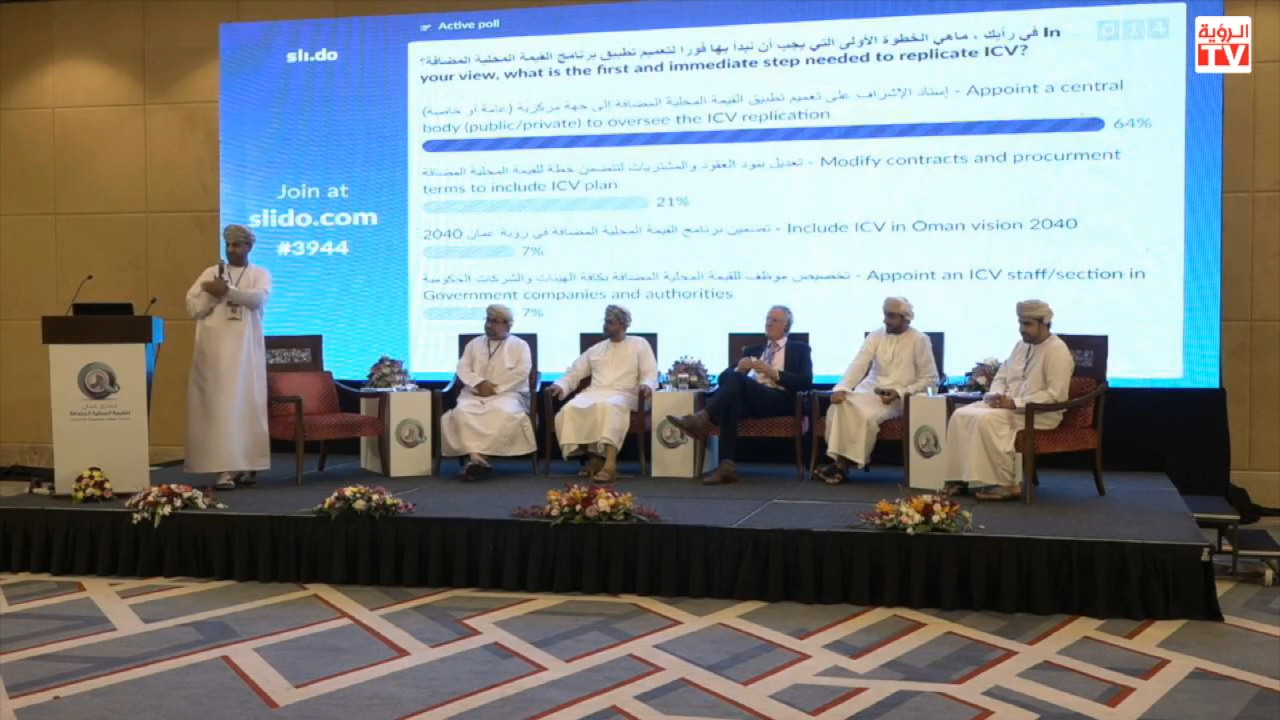 الرؤية
TV
sli.do
Active poll
في رأيك ، ماهي الخطوة الأولى التي يجب أن نبدأ بها فورا لتعميم تطبيق برنامج القيمة المحلية المضافة؟ In
your view, what is the first and immediate step needed to replicate ICV?
إسناد الإشراف على تعميم تطبيق القيمة المحلية المضافة إلى جهة مركزية (عامة أو خاصة) - Appoint a central
body (public/private) to oversee the ICV replication
64%
تعديل بنود العقود والمشتريات لتتضمن خطة للقيمة المحلية المضافة - Modify contracts and procurment
terms to include ICV plan
21%
تضمين برنامج القيمة المحلية المضافة في رؤية عمان 2040 - Include ICV in Oman vision 2040
7%
تخصيص موظف للقيمة المحلية المضافة بكافة الهيئات والشركات الحكومية - Appoint an ICV staff/section in
Government companies and authorities
7%
Join at
slido.com
#3944
للقيمة المحلية المضافة